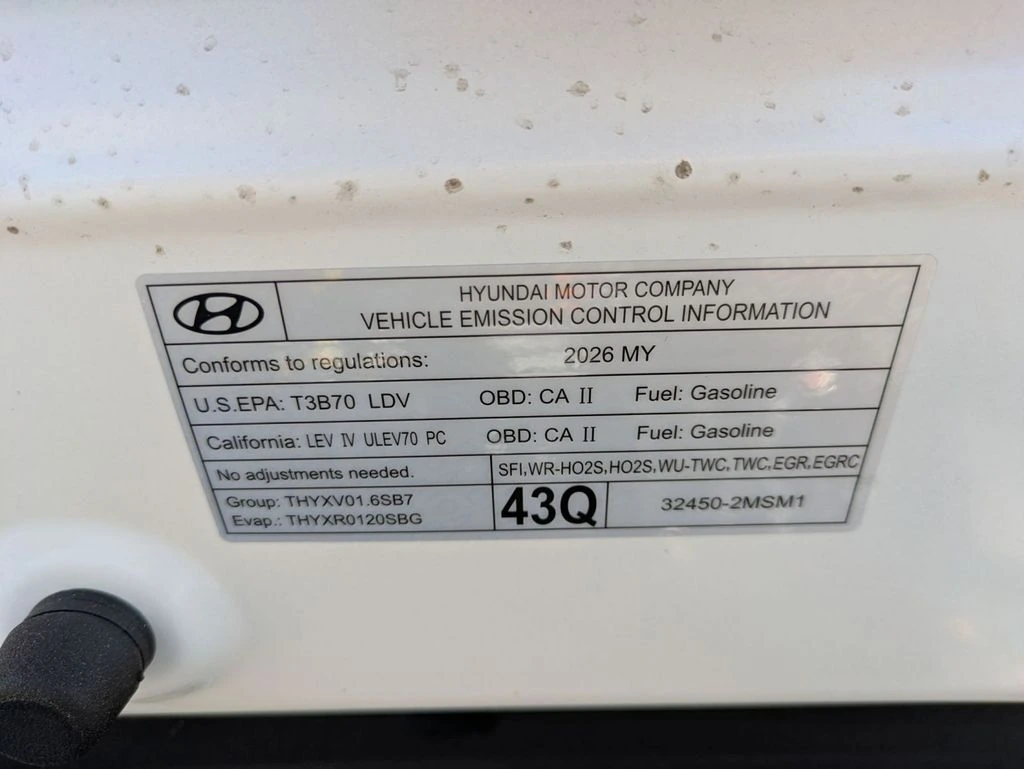 HYUNDAI MOTOR COMPANY
VEHICLE EMISSION CONTROL INFORMATION
Conforms to regulations: 2026 MY
U.S.EPA: T3B70 LDV OBD: CA II Fuel: Gasoline
California: LEV IV ULEV70 PC OBD: CA II Fuel: Gasoline
No adjustments needed. SFI,WR-HO2S,HO2S,WU-TWC,TWC,EGR,EGRC
Group: THYXV01.6SB7
Evap.: THYXR0120SBG
43Q
32450-2MSM1